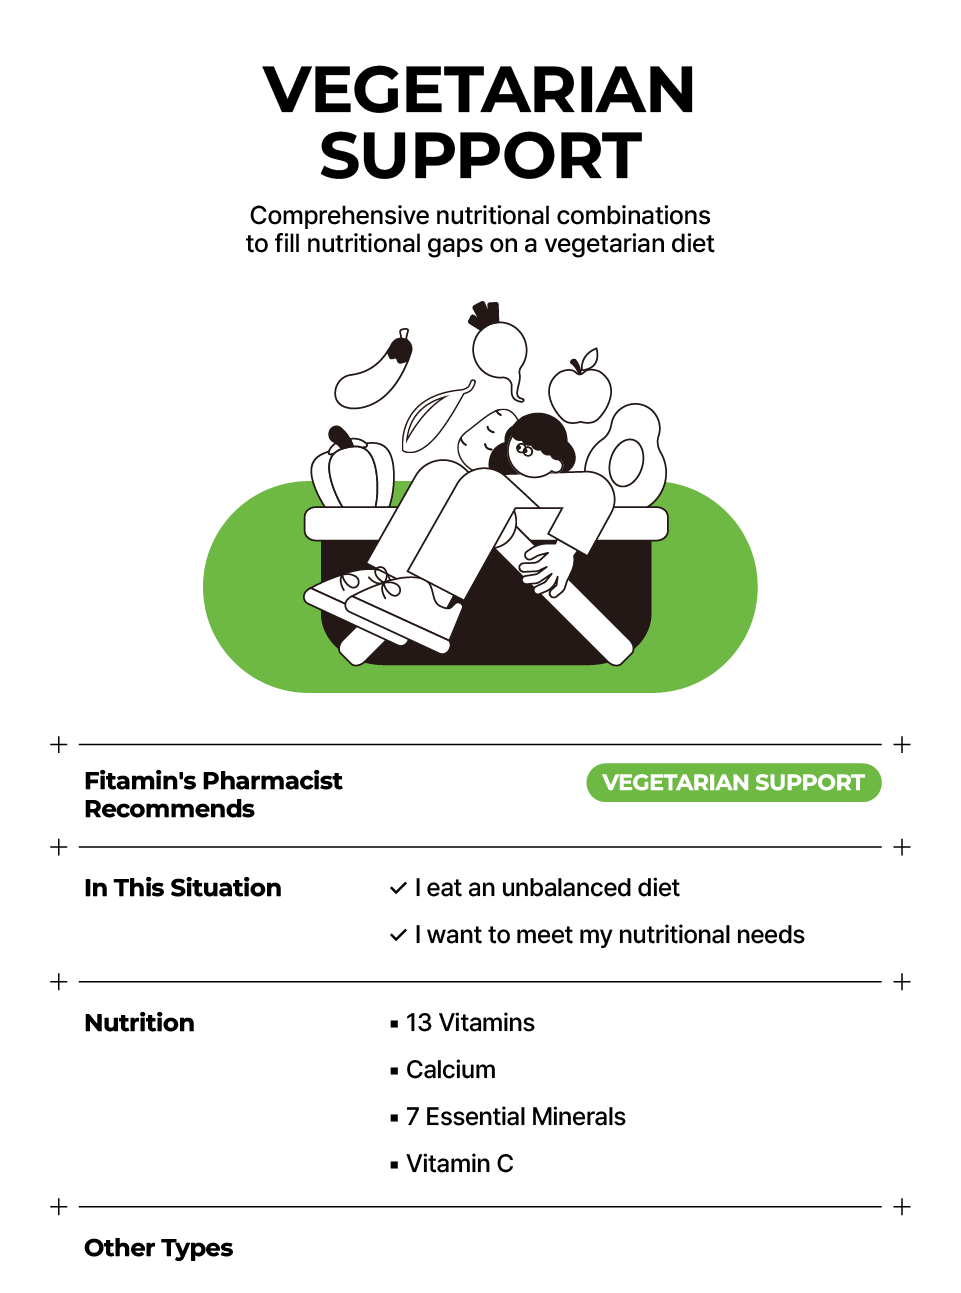 VEGETARIAN
SUPPORT
Comprehensive nutritional combinations
to fill nutritional gaps on a vegetarian diet
Fitamin's Pharmacist
Recommends
VEGETARIAN SUPPORT
In This Situation
✓ I eat an unbalanced diet
✓ I want to meet my nutritional needs
Nutrition
▪ 13 Vitamins
▪ Calcium
▪ 7 Essential Minerals
▪ Vitamin C
Other Types